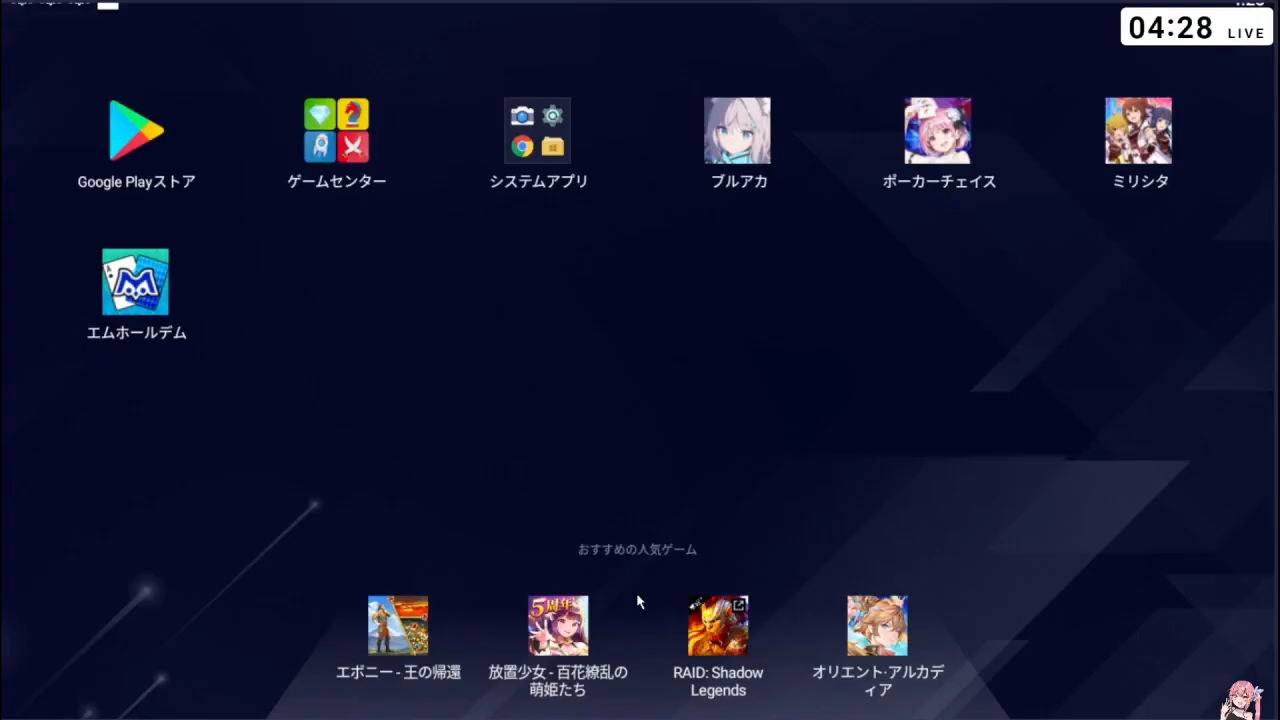 04:28 LIVE
Google Playストア
ゲームセンター
システムアプリ
ブルアカ
ポーカーチェイス
ミリシタ
エムホールデム
おすすめの人気ゲーム
5周年
エボニー - 王の帰還
放置少女 - 百花繚乱の
萌姫たち
RAID: Shadow
Legends
オリエント·アルカデ
ィア